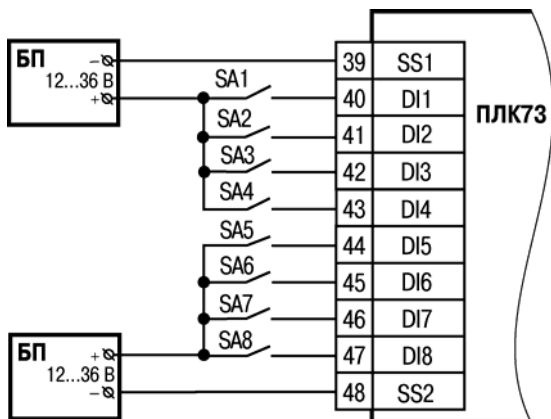 БП
12...36 В
–
+
SA1
SA2
SA3
SA4
SA5
SA6
SA7
SA8
БП
12...36 В
+
–
39 SS1
40 DI1
41 DI2
42 DI3
43 DI4
44 DI5
45 DI6
46 DI7
47 DI8
48 SS2
ПЛК73